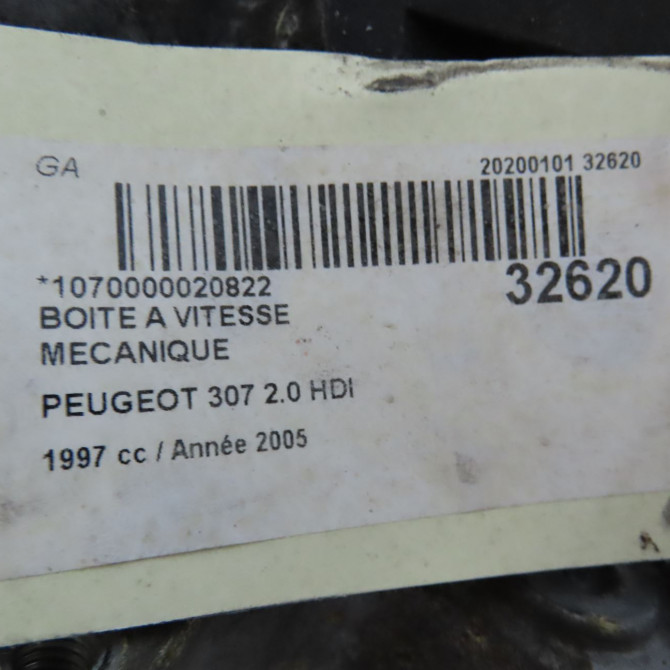 GA
20200101 32620
*1070000020822
32620
BOITE A VITESSE
MECANIQUE
PEUGEOT 307 2.0 HDI
1997 cc / Année 2005
A